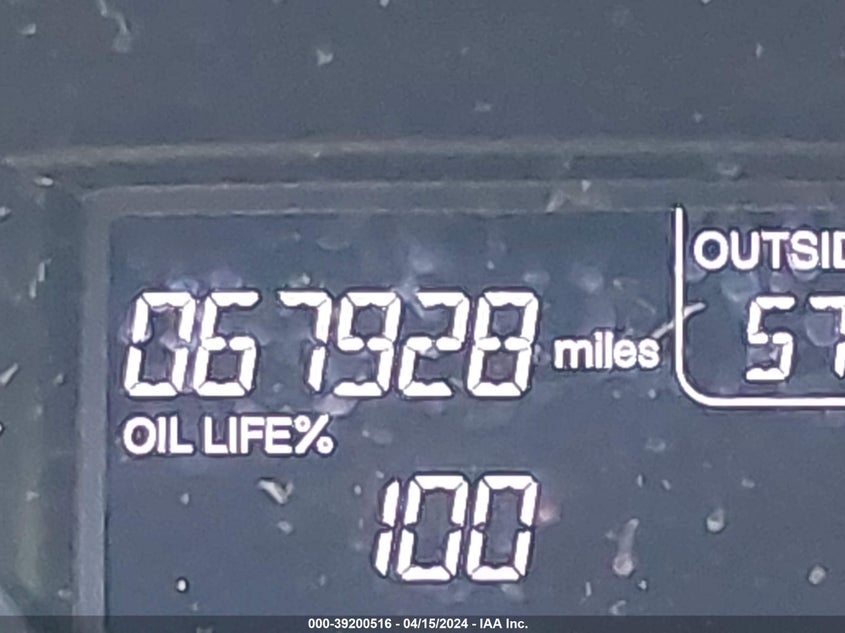 OUTSID
067928 miles 57
OIL LIFE%
100
000-39200516 - 04/15/2024 - IAA Inc.